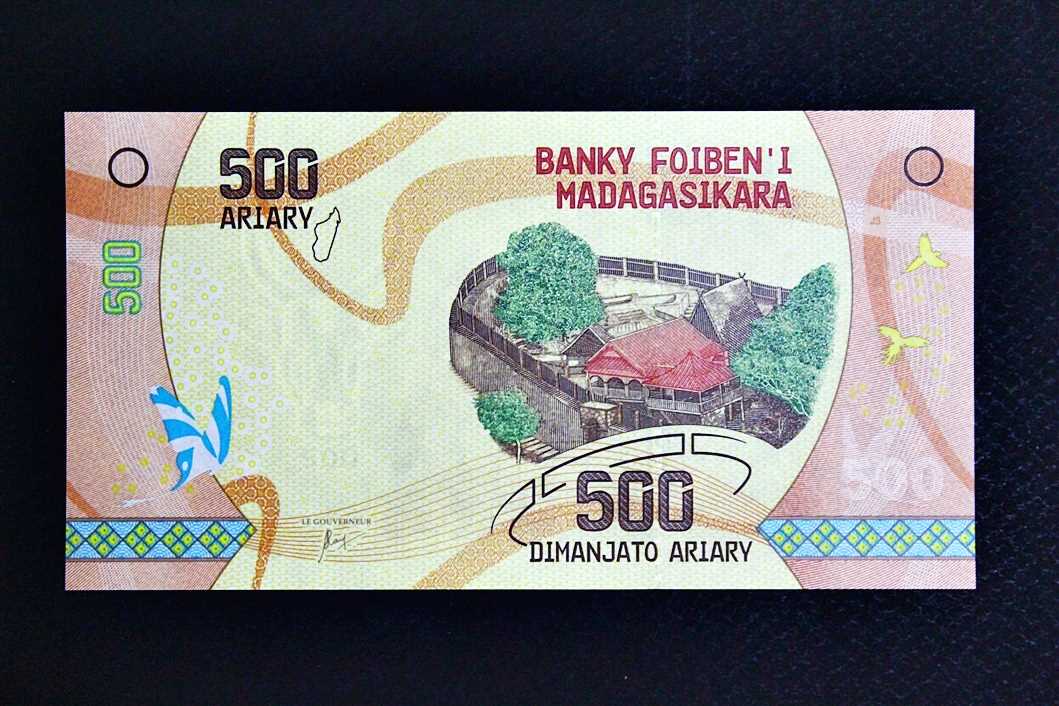 500
ARIARY
BANKY FOIBEN'I
MADAGASIKARA
500
500
LE GOUVERNEUR
500
DIMANJATO ARIARY